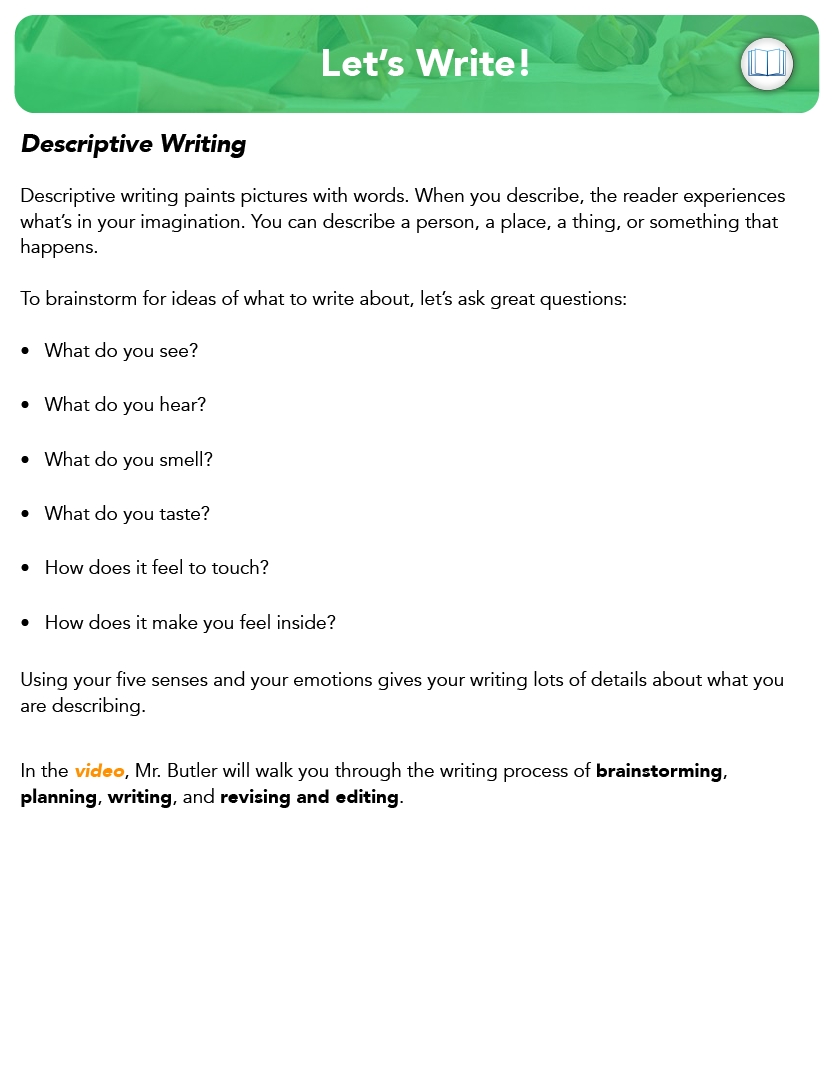 Let's Write!
Descriptive Writing
Descriptive writing paints pictures with words. When you describe, the reader experiences
what's in your imagination. You can describe a person, a place, a thing, or something that
happens.
To brainstorm for ideas of what to write about, let's ask great questions:
• What do you see?
• What do you hear?
• What do you smell?
• What do you taste?
• How does it feel to touch?
• How does it make you feel inside?
Using your five senses and your emotions gives your writing lots of details about what you
are describing.
In the video, Mr. Butler will walk you through the writing process of brainstorming,
planning, writing, and revising and editing.